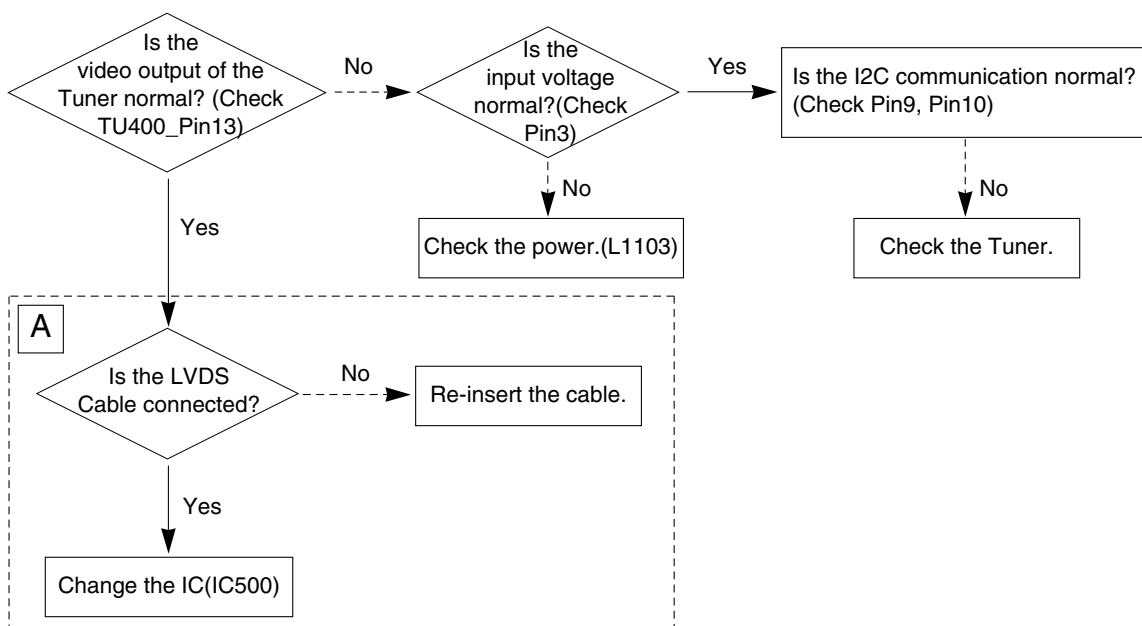 Is the
video output of the
Tuner normal? (Check
TU400_Pin13)
No
Is the
input voltage
normal?(Check
Pin3)
Yes
Is the I2C communication normal?
(Check Pin9, Pin10)
Yes
No
Check the power.(L1103)
No
Check the Tuner.
A
Is the LVDS
Cable connected?
No
Re-insert the cable.
Yes
Change the IC(IC500)